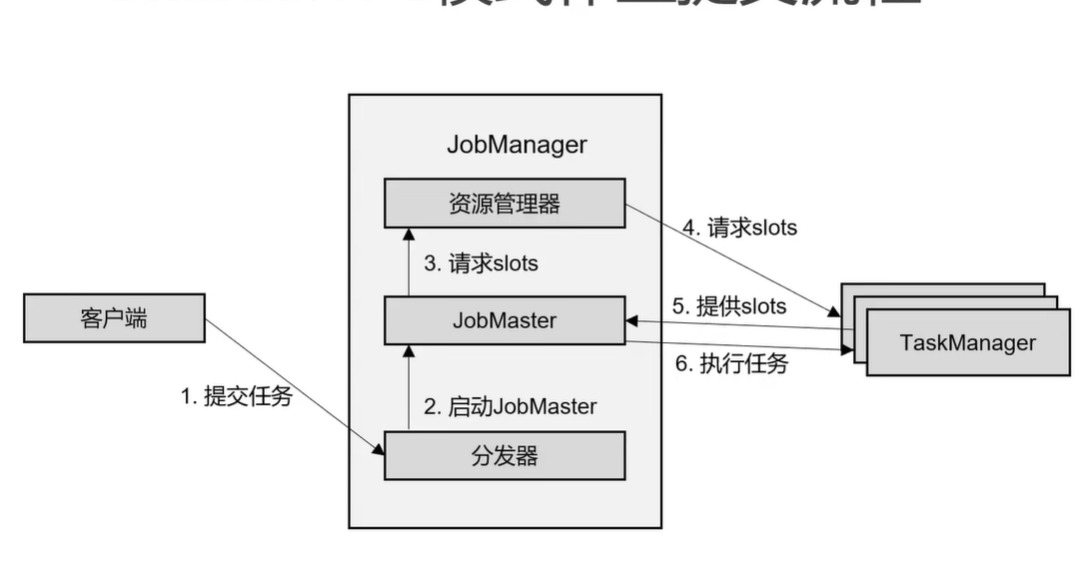 JobManager
资源管理器
4. 请求slots
3. 请求slots
客户端
JobMaster
5. 提供slots
TaskManager
6. 执行任务
1. 提交任务
2. 启动JobMaster
分发器